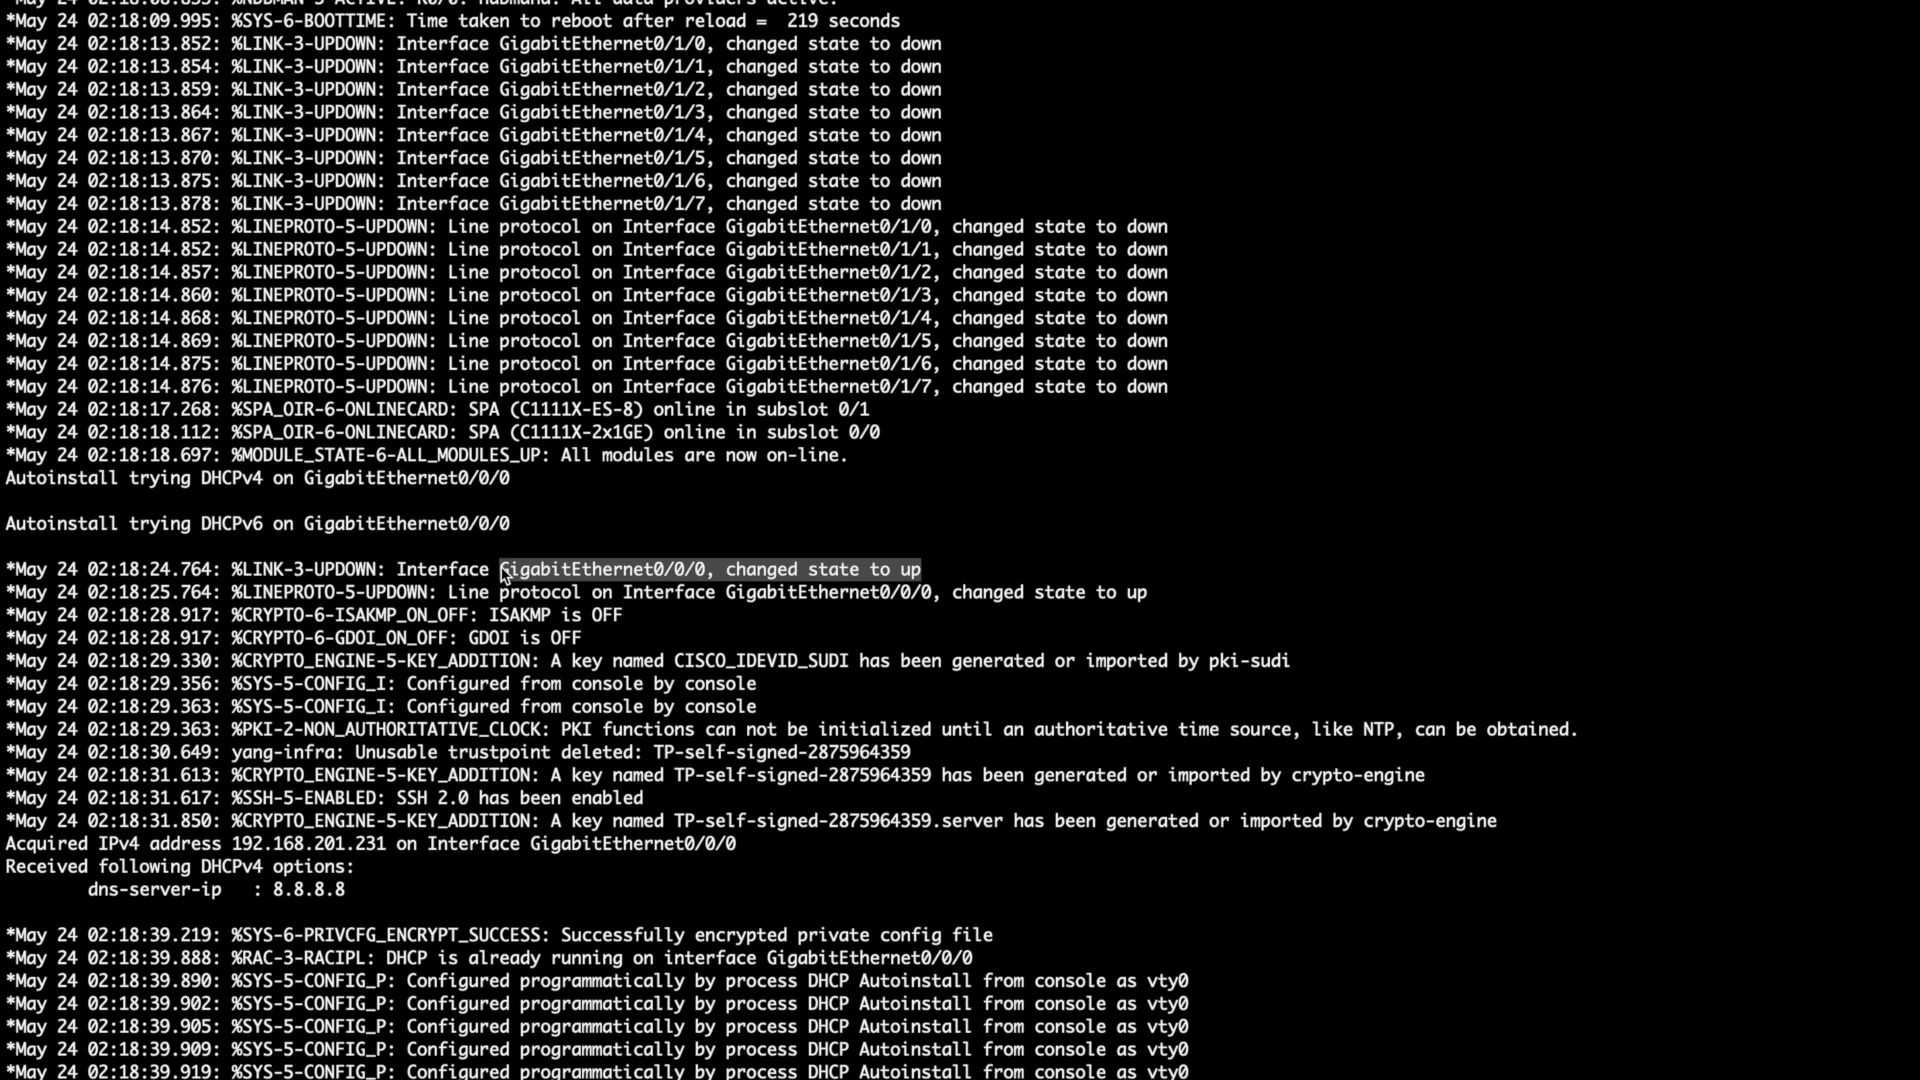 *May 24 02:18:09.995: %SYS-6-BOOTTIME: Time taken to reboot after reload =  219 seconds
*May 24 02:18:13.852: %LINK-3-UPDOWN: Interface GigabitEthernet0/1/0, changed state to down
*May 24 02:18:13.854: %LINK-3-UPDOWN: Interface GigabitEthernet0/1/1, changed state to down
*May 24 02:18:13.859: %LINK-3-UPDOWN: Interface GigabitEthernet0/1/2, changed state to down
*May 24 02:18:13.864: %LINK-3-UPDOWN: Interface GigabitEthernet0/1/3, changed state to down
*May 24 02:18:13.867: %LINK-3-UPDOWN: Interface GigabitEthernet0/1/4, changed state to down
*May 24 02:18:13.870: %LINK-3-UPDOWN: Interface GigabitEthernet0/1/5, changed state to down
*May 24 02:18:13.875: %LINK-3-UPDOWN: Interface GigabitEthernet0/1/6, changed state to down
*May 24 02:18:13.878: %LINK-3-UPDOWN: Interface GigabitEthernet0/1/7, changed state to down
*May 24 02:18:14.852: %LINEPROTO-5-UPDOWN: Line protocol on Interface GigabitEthernet0/1/0, changed state to down
*May 24 02:18:14.852: %LINEPROTO-5-UPDOWN: Line protocol on Interface GigabitEthernet0/1/1, changed state to down
*May 24 02:18:14.857: %LINEPROTO-5-UPDOWN: Line protocol on Interface GigabitEthernet0/1/2, changed state to down
*May 24 02:18:14.860: %LINEPROTO-5-UPDOWN: Line protocol on Interface GigabitEthernet0/1/3, changed state to down
*May 24 02:18:14.868: %LINEPROTO-5-UPDOWN: Line protocol on Interface GigabitEthernet0/1/4, changed state to down
*May 24 02:18:14.869: %LINEPROTO-5-UPDOWN: Line protocol on Interface GigabitEthernet0/1/5, changed state to down
*May 24 02:18:14.875: %LINEPROTO-5-UPDOWN: Line protocol on Interface GigabitEthernet0/1/6, changed state to down
*May 24 02:18:14.876: %LINEPROTO-5-UPDOWN: Line protocol on Interface GigabitEthernet0/1/7, changed state to down
*May 24 02:18:17.268: %SPA_OIR-6-ONLINECARD: SPA (C1111X-ES-8) online in subslot 0/1
*May 24 02:18:18.112: %SPA_OIR-6-ONLINECARD: SPA (C1111X-2x1GE) online in subslot 0/0
*May 24 02:18:18.697: %MODULE_STATE-6-ALL_MODULES_UP: All modules are now on-line.
Autoinstall trying DHCPv4 on GigabitEthernet0/0/0
Autoinstall trying DHCPv6 on GigabitEthernet0/0/0
*May 24 02:18:24.764: %LINK-3-UPDOWN: Interface GigabitEthernet0/0/0, changed state to up
*May 24 02:18:25.764: %LINEPROTO-5-UPDOWN: Line protocol on Interface GigabitEthernet0/0/0, changed state to up
*May 24 02:18:28.917: %CRYPTO-6-ISAKMP_ON_OFF: ISAKMP is OFF
*May 24 02:18:28.917: %CRYPTO-6-GDOI_ON_OFF: GDOI is OFF
*May 24 02:18:29.330: %CRYPTO_ENGINE-5-KEY_ADDITION: A key named CISCO_IDEVID_SUDI has been generated or imported by pki-sudi
*May 24 02:18:29.356: %SYS-5-CONFIG_I: Configured from console by console
*May 24 02:18:29.363: %SYS-5-CONFIG_I: Configured from console by console
*May 24 02:18:29.363: %PKI-2-NON_AUTHORITATIVE_CLOCK: PKI functions can not be initialized until an authoritative time source, like NTP, can be obtained.
*May 24 02:18:30.649: yang-infra: Unusable trustpoint deleted: TP-self-signed-2875964359
*May 24 02:18:31.613: %CRYPTO_ENGINE-5-KEY_ADDITION: A key named TP-self-signed-2875964359 has been generated or imported by crypto-engine
*May 24 02:18:31.617: %SSH-5-ENABLED: SSH 2.0 has been enabled
*May 24 02:18:31.850: %CRYPTO_ENGINE-5-KEY_ADDITION: A key named TP-self-signed-2875964359.server has been generated or imported by crypto-engine
Acquired IPv4 address 192.168.201.231 on Interface GigabitEthernet0/0/0
Received following DHCPv4 options:
        dns-server-ip   : 8.8.8.8
*May 24 02:18:39.219: %SYS-6-PRIVCFG_ENCRYPT_SUCCESS: Successfully encrypted private config file
*May 24 02:18:39.888: %RAC-3-RACIPL: DHCP is already running on interface GigabitEthernet0/0/0
*May 24 02:18:39.890: %SYS-5-CONFIG_P: Configured programmatically by process DHCP Autoinstall from console as vty0
*May 24 02:18:39.902: %SYS-5-CONFIG_P: Configured programmatically by process DHCP Autoinstall from console as vty0
*May 24 02:18:39.905: %SYS-5-CONFIG_P: Configured programmatically by process DHCP Autoinstall from console as vty0
*May 24 02:18:39.909: %SYS-5-CONFIG_P: Configured programmatically by process DHCP Autoinstall from console as vty0
*May 24 02:18:39.919: %SYS-5-CONFIG_P: Configured programmatically by process DHCP Autoinstall from console as vty0